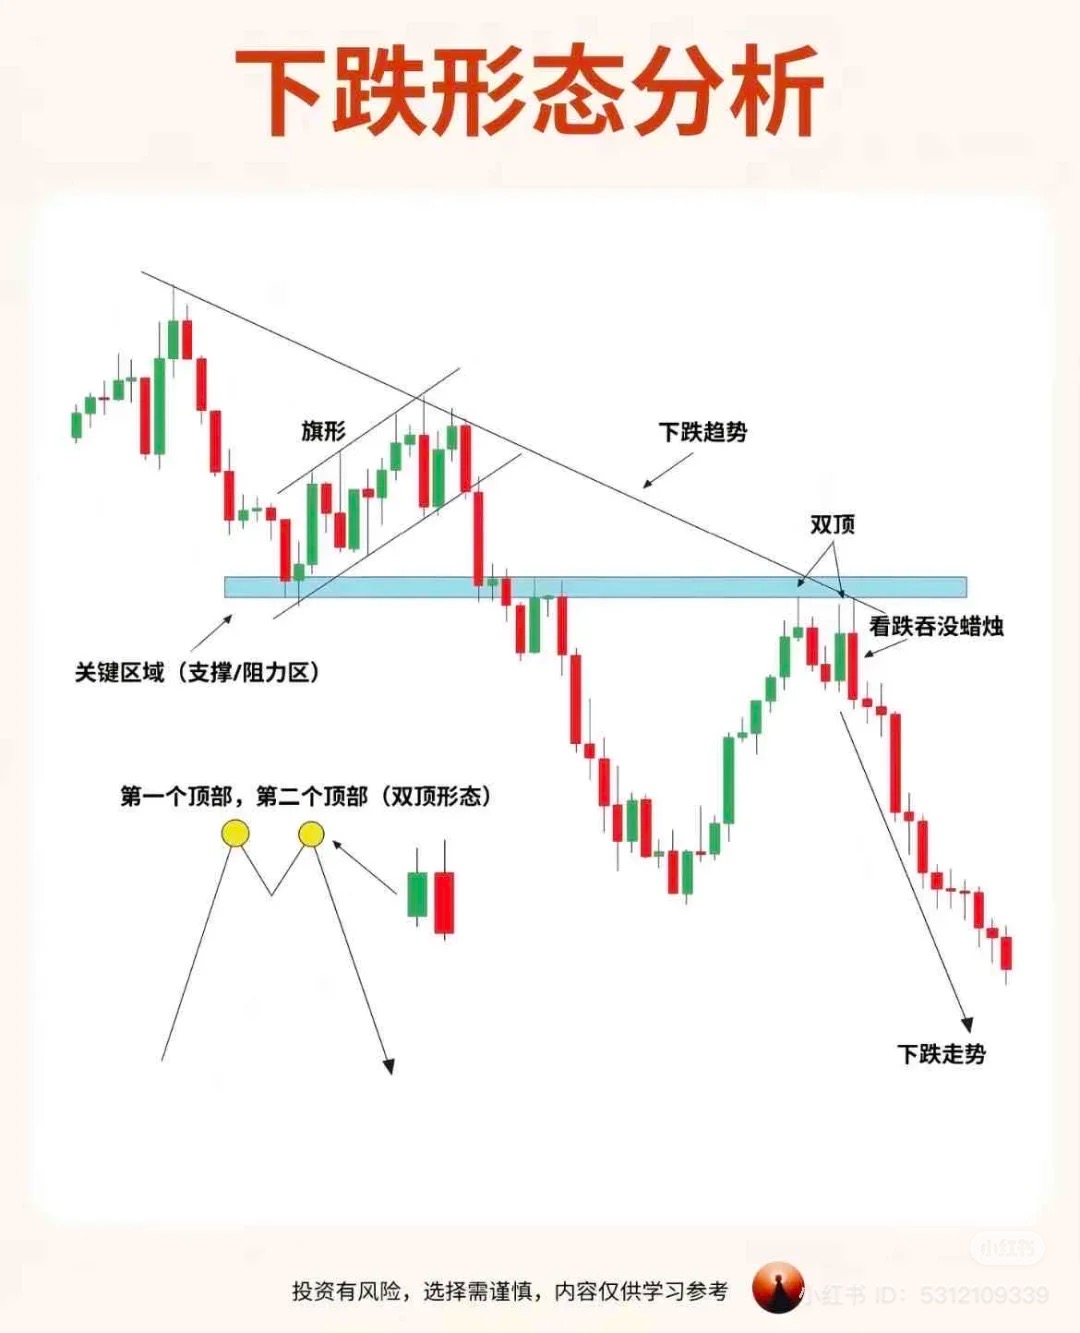 下跌形态分析
旗形
下跌趋势
双顶
看跌吞没蜡烛
关键区域（支撑/阻力区）
第一个顶部，第二个顶部（双顶形态）
下跌走势
小红书
投资有风险，选择需谨慎，内容仅供学习参考
小红书 ID：5312109339